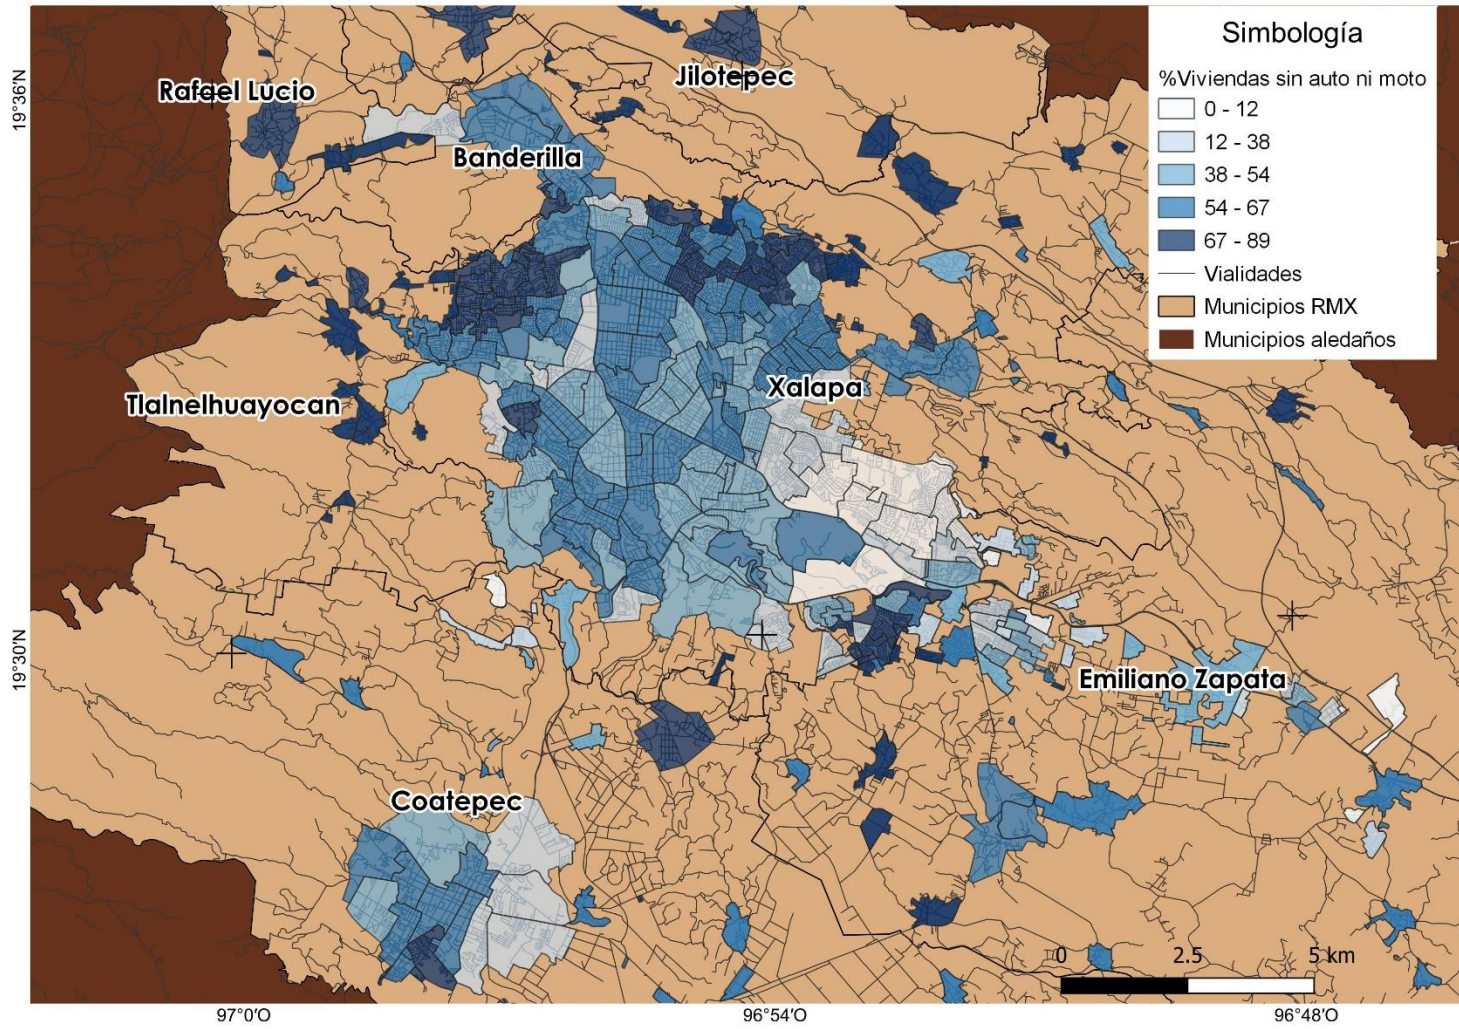 Simbología
%Viviendas sin auto ni moto
0 - 12
12 - 38
38 - 54
54 - 67
67 - 89
Vialidades
Municipios RMX
Municipios aledaños
Rafael Lucio
Jilotepec
Banderilla
Xalapa
Tlalnelhuayocan
Emiliano Zapata
Coatepec
19°36'N
19°30'N
0 2.5 5 km
97°0'O 96°54'O 96°48'O